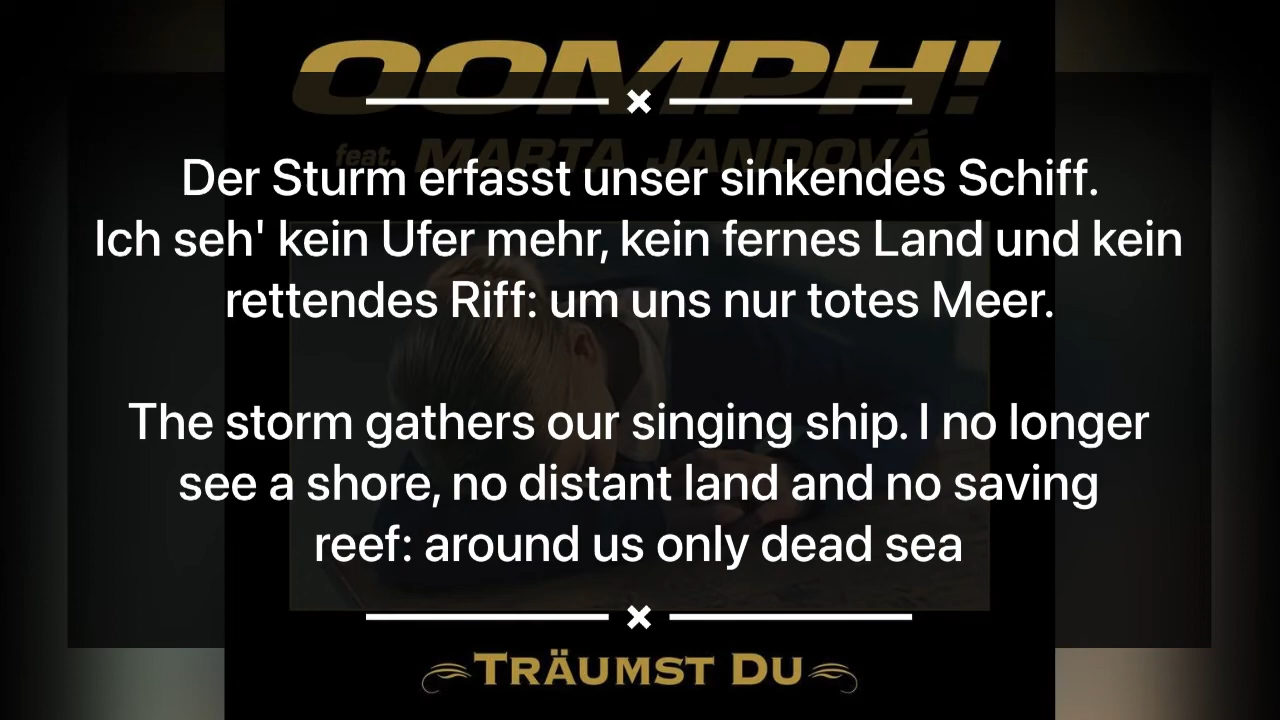 OOMPH!
feat. MARTA JANDOVÁ
Der Sturm erfasst unser sinkendes Schiff.
Ich seh' kein Ufer mehr, kein fernes Land und kein
rettendes Riff: um uns nur totes Meer.
The storm gathers our singing ship. I no longer
see a shore, no distant land and no saving
reef: around us only dead sea
TRÄUMST DU